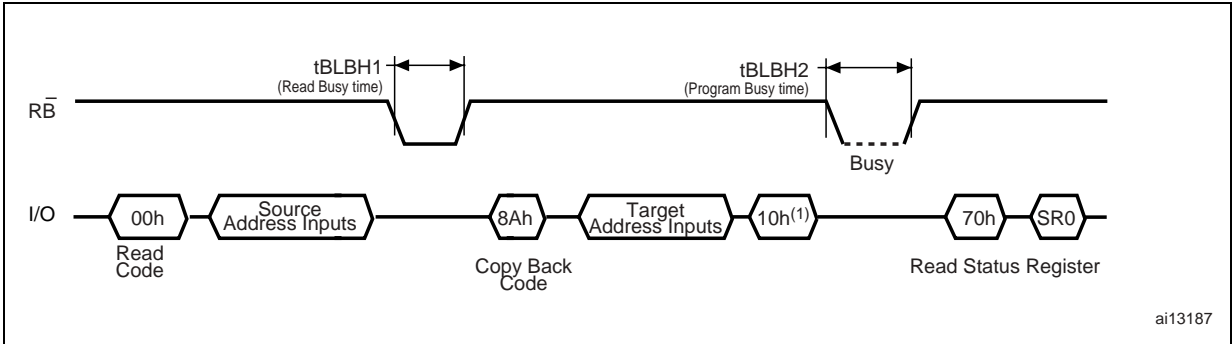 tBLBH1
(Read Busy time)
tBLBH2
(Program Busy time)
RB̅
Busy
I/O
00h
Source
Address Inputs
8Ah
Target
Address Inputs
10h(1)
70h
SR0
Read
Code
Copy Back
Code
Read Status Register
ai13187